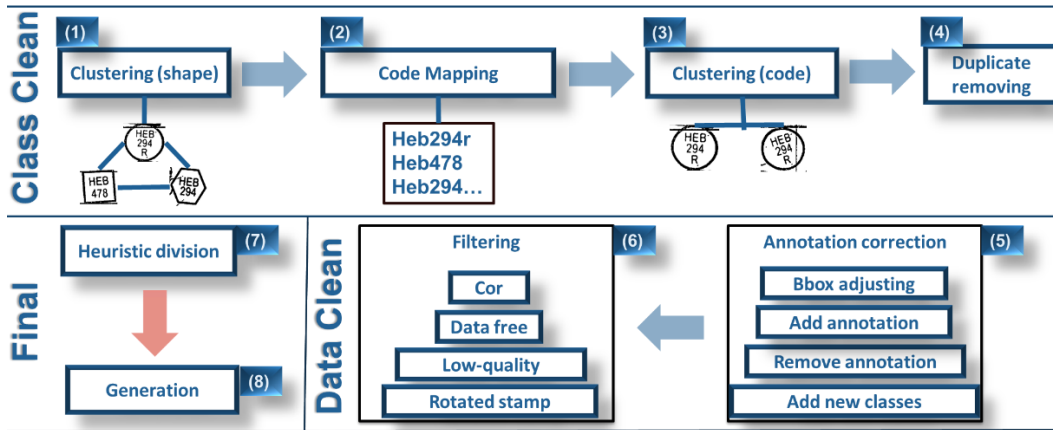 Class Clean
(1)
Clustering (shape)
HEB
294
R
HEB
478
HEB
294
(2)
Code Mapping
Heb294r
Heb478
Heb294...
(3)
Clustering (code)
HEB
294
R
HEB
294
R
(4)
Duplicate
removing
Data Clean
(5)
Annotation correction
Bbox adjusting
Add annotation
Remove annotation
Add new classes
(6)
Filtering
Cor
Data free
Low-quality
Rotated stamp
Final
(7)
Heuristic division
(8)
Generation